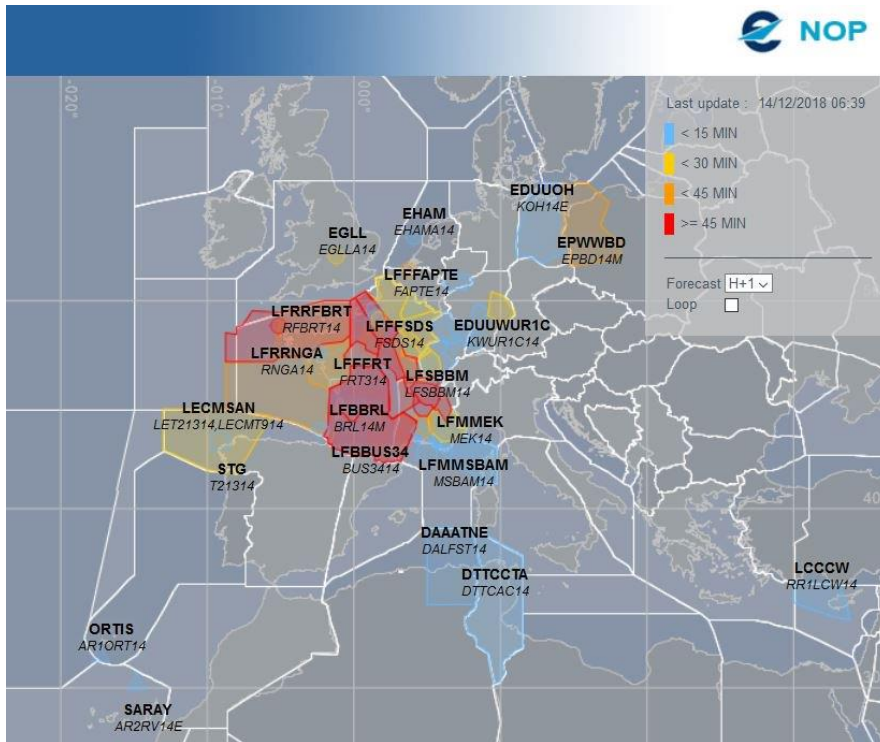 NOP
Last update : 14/12/2018 06:39
< 15 MIN
< 30 MIN
< 45 MIN
>= 45 MIN
Forecast H+1
Loop
-020°
-010°
000°
EDUUOH
KOH14E
EHAM
EHAMA14
EGLL
EGLLA14
EPWWBD
EPBD14M
LFFFAPTE
FAPTE14
LFRRFBRT
RFBRT14
LFFFSDS
FSDS14
EDUUWUR1C
KWUR1C14
LFRRNGA
RNGA14
LFFFRT
FRT314
LFSBBM
LFSBBM14
LECMSAN
LET21314,LECMT914
LFBBRL
BRL14M
LFMMEK
MEK14
LFBBUS34
BUS3414
STG
T21314
LFMMSBAM
MSBAM14
40
DAAATNE
DALFST14
DTTCCTA
DTTCAC14
LCCCW
RR1LCW14
ORTIS
AR1ORT14
SARAY
AR2RV14E